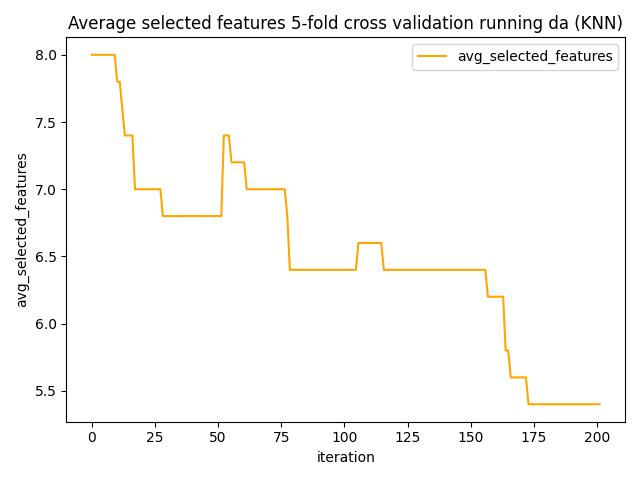 Average selected features 5-fold cross validation running da (KNN)
avg_selected_features
8.0
7.5
7.0
6.5
6.0
5.5
avg_selected_features
0 25 50 75 100 125 150 175 200
iteration